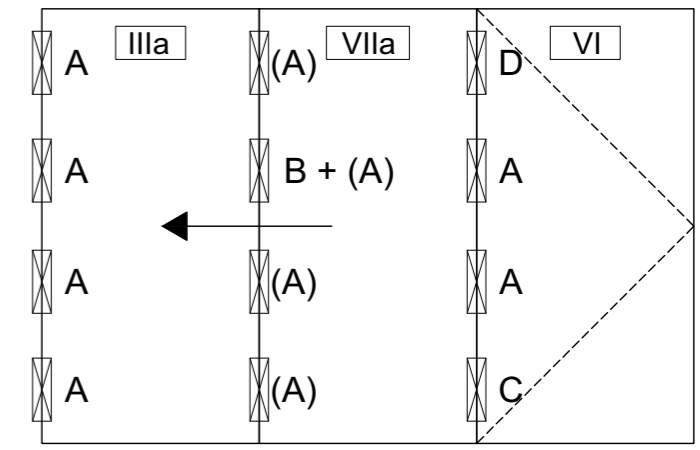 IIIa VIIa VI
A (A) D
A B + (A) A
A (A) A
A (A) C